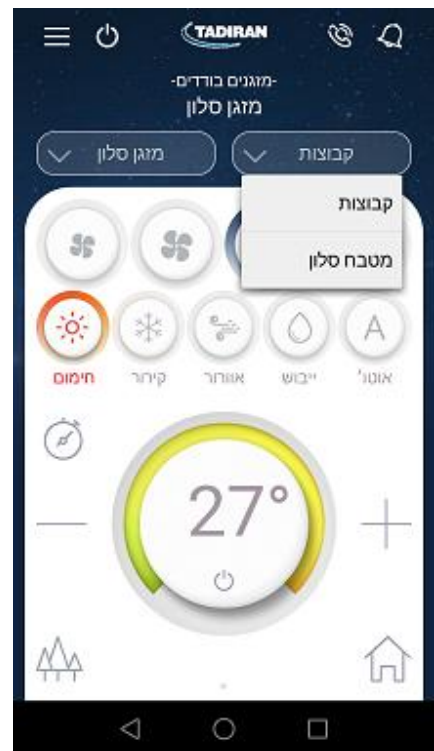 TADIRAN
-מזגנים בודדים-
מזגן סלון
קבוצות
מזגן סלון
קבוצות
מטבח סלון
A
אוטו'
ייבוש
אוורור
קירור
חימום
27°